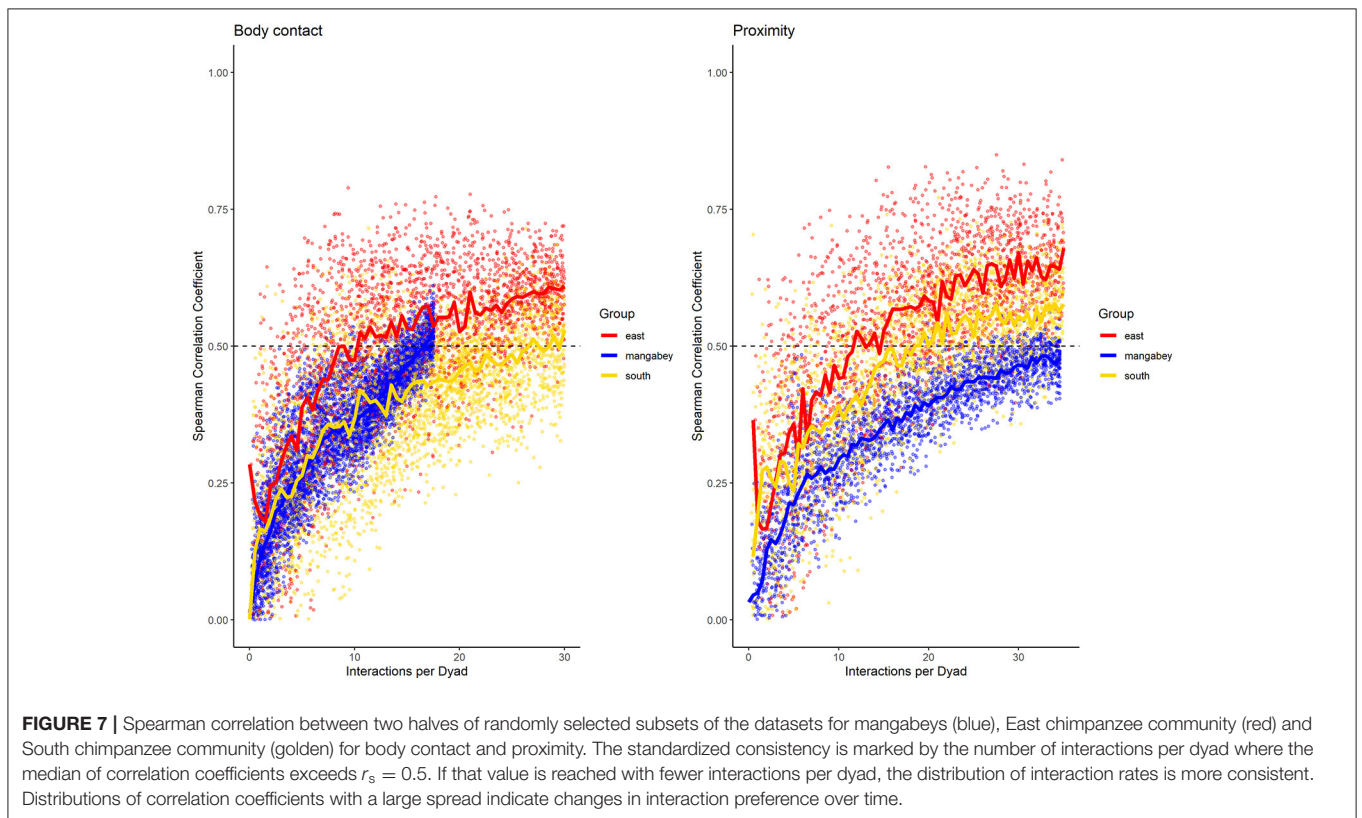 Body contact
1.00
0.75
0.50
0.25
0.00
Spearman Correlation Coefficient
0
10
20
30
Interactions per Dyad
Group
east
mangabey
south
Proximity
1.00
0.75
0.50
0.25
0.00
Spearman Correlation Coefficient
0
10
20
30
Interactions per Dyad
Group
east
mangabey
south
FIGURE 7 | Spearman correlation between two halves of randomly selected subsets of the datasets for mangabeys (blue), East chimpanzee community (red) and
South chimpanzee community (golden) for body contact and proximity. The standardized consistency is marked by the number of interactions per dyad where the
median of correlation coefficients exceeds rs = 0.5. If that value is reached with fewer interactions per dyad, the distribution of interaction rates is more consistent.
Distributions of correlation coefficients with a large spread indicate changes in interaction preference over time.